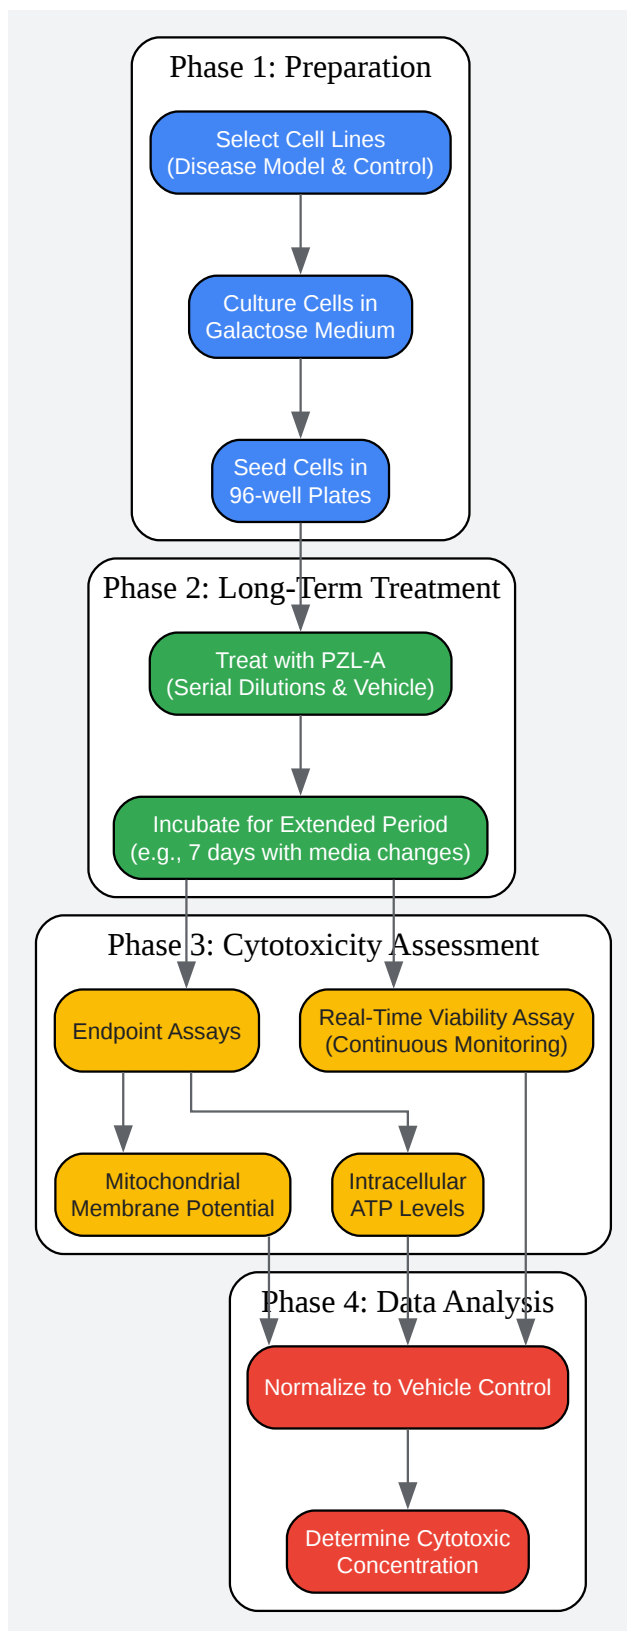 Phase 1: Preparation
Select Cell Lines
(Disease Model & Control)
Culture Cells in
Galactose Medium
Seed Cells in
96-well Plates
Phase 2: Long-Term Treatment
Treat with PZL-A
(Serial Dilutions & Vehicle)
Incubate for Extended Period
(e.g., 7 days with media changes)
Phase 3: Cytotoxicity Assessment
Endpoint Assays
Real-Time Viability Assay
(Continuous Monitoring)
Mitochondrial
Membrane Potential
Intracellular
ATP Levels
Phase 4: Data Analysis
Normalize to Vehicle Control
Determine Cytotoxic
Concentration